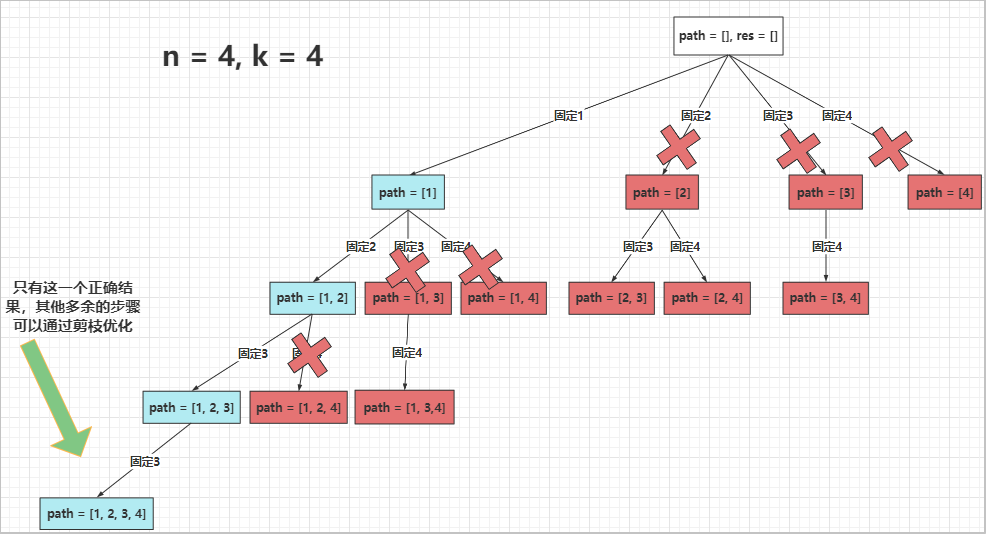 n = 4, k = 4
path = [], res = []
固定1
固定2
固定3
固定4
path = [1]
path = [2]
path = [3]
path = [4]
固定2
固定3
固定4
固定3
固定4
固定4
只有这一个正确结
果，其他多余的步骤
可以通过剪枝优化
path = [1, 2]
path = [1, 3]
path = [1, 4]
path = [2, 3]
path = [2, 4]
path = [3, 4]
固定3
固定4
path = [1, 2, 3]
path = [1, 2, 4]
path = [1, 3,4]
固定3
path = [1, 2, 3, 4]